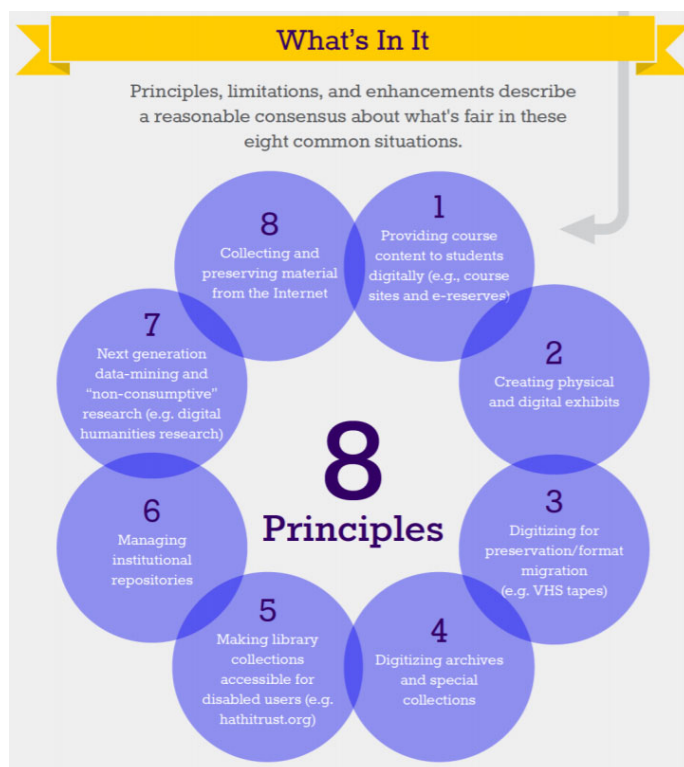 What's In It
Principles, limitations, and enhancements describe
a reasonable consensus about what's fair in these
eight common situations.
1
Providing course
content to students
digitally (e.g., course
sites and e-reserves)
2
Creating physical
and digital exhibits
3
Digitizing for
preservation/format
migration
(e.g. VHS tapes)
4
Digitizing archives
and special
collections
5
Making library
collections
accessible for
disabled users (e.g.
hathitrust.org)
6
Managing
institutional
repositories
7
Next generation
data-mining and
“non-consumptive”
research (e.g. digital
humanities research)
8
Collecting and
preserving material
from the Internet
8
Principles